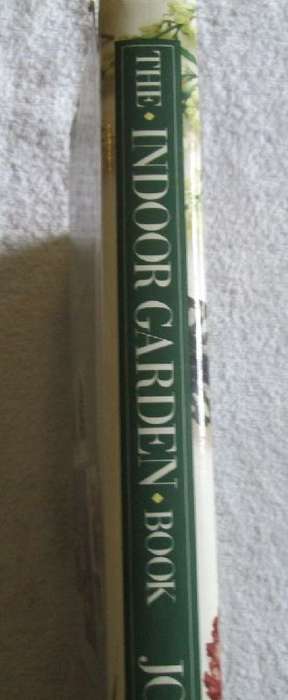 THE • INDOOR GARDEN • BOOK JO